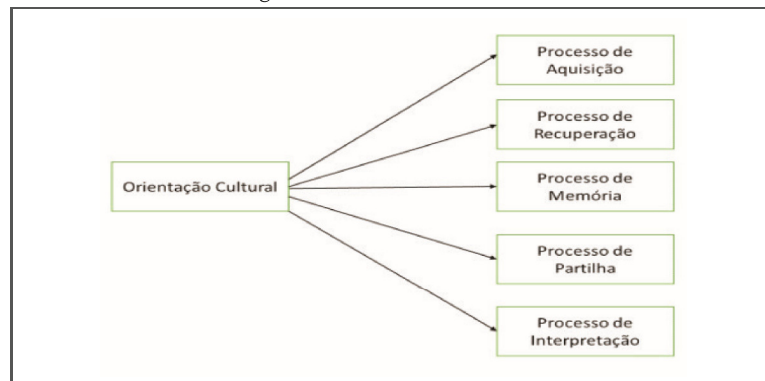 Processo de
Aquisição
Processo de
Recuperação
Orientação Cultural
Processo de
Memória
Processo de
Partilha
Processo de
Interpretação